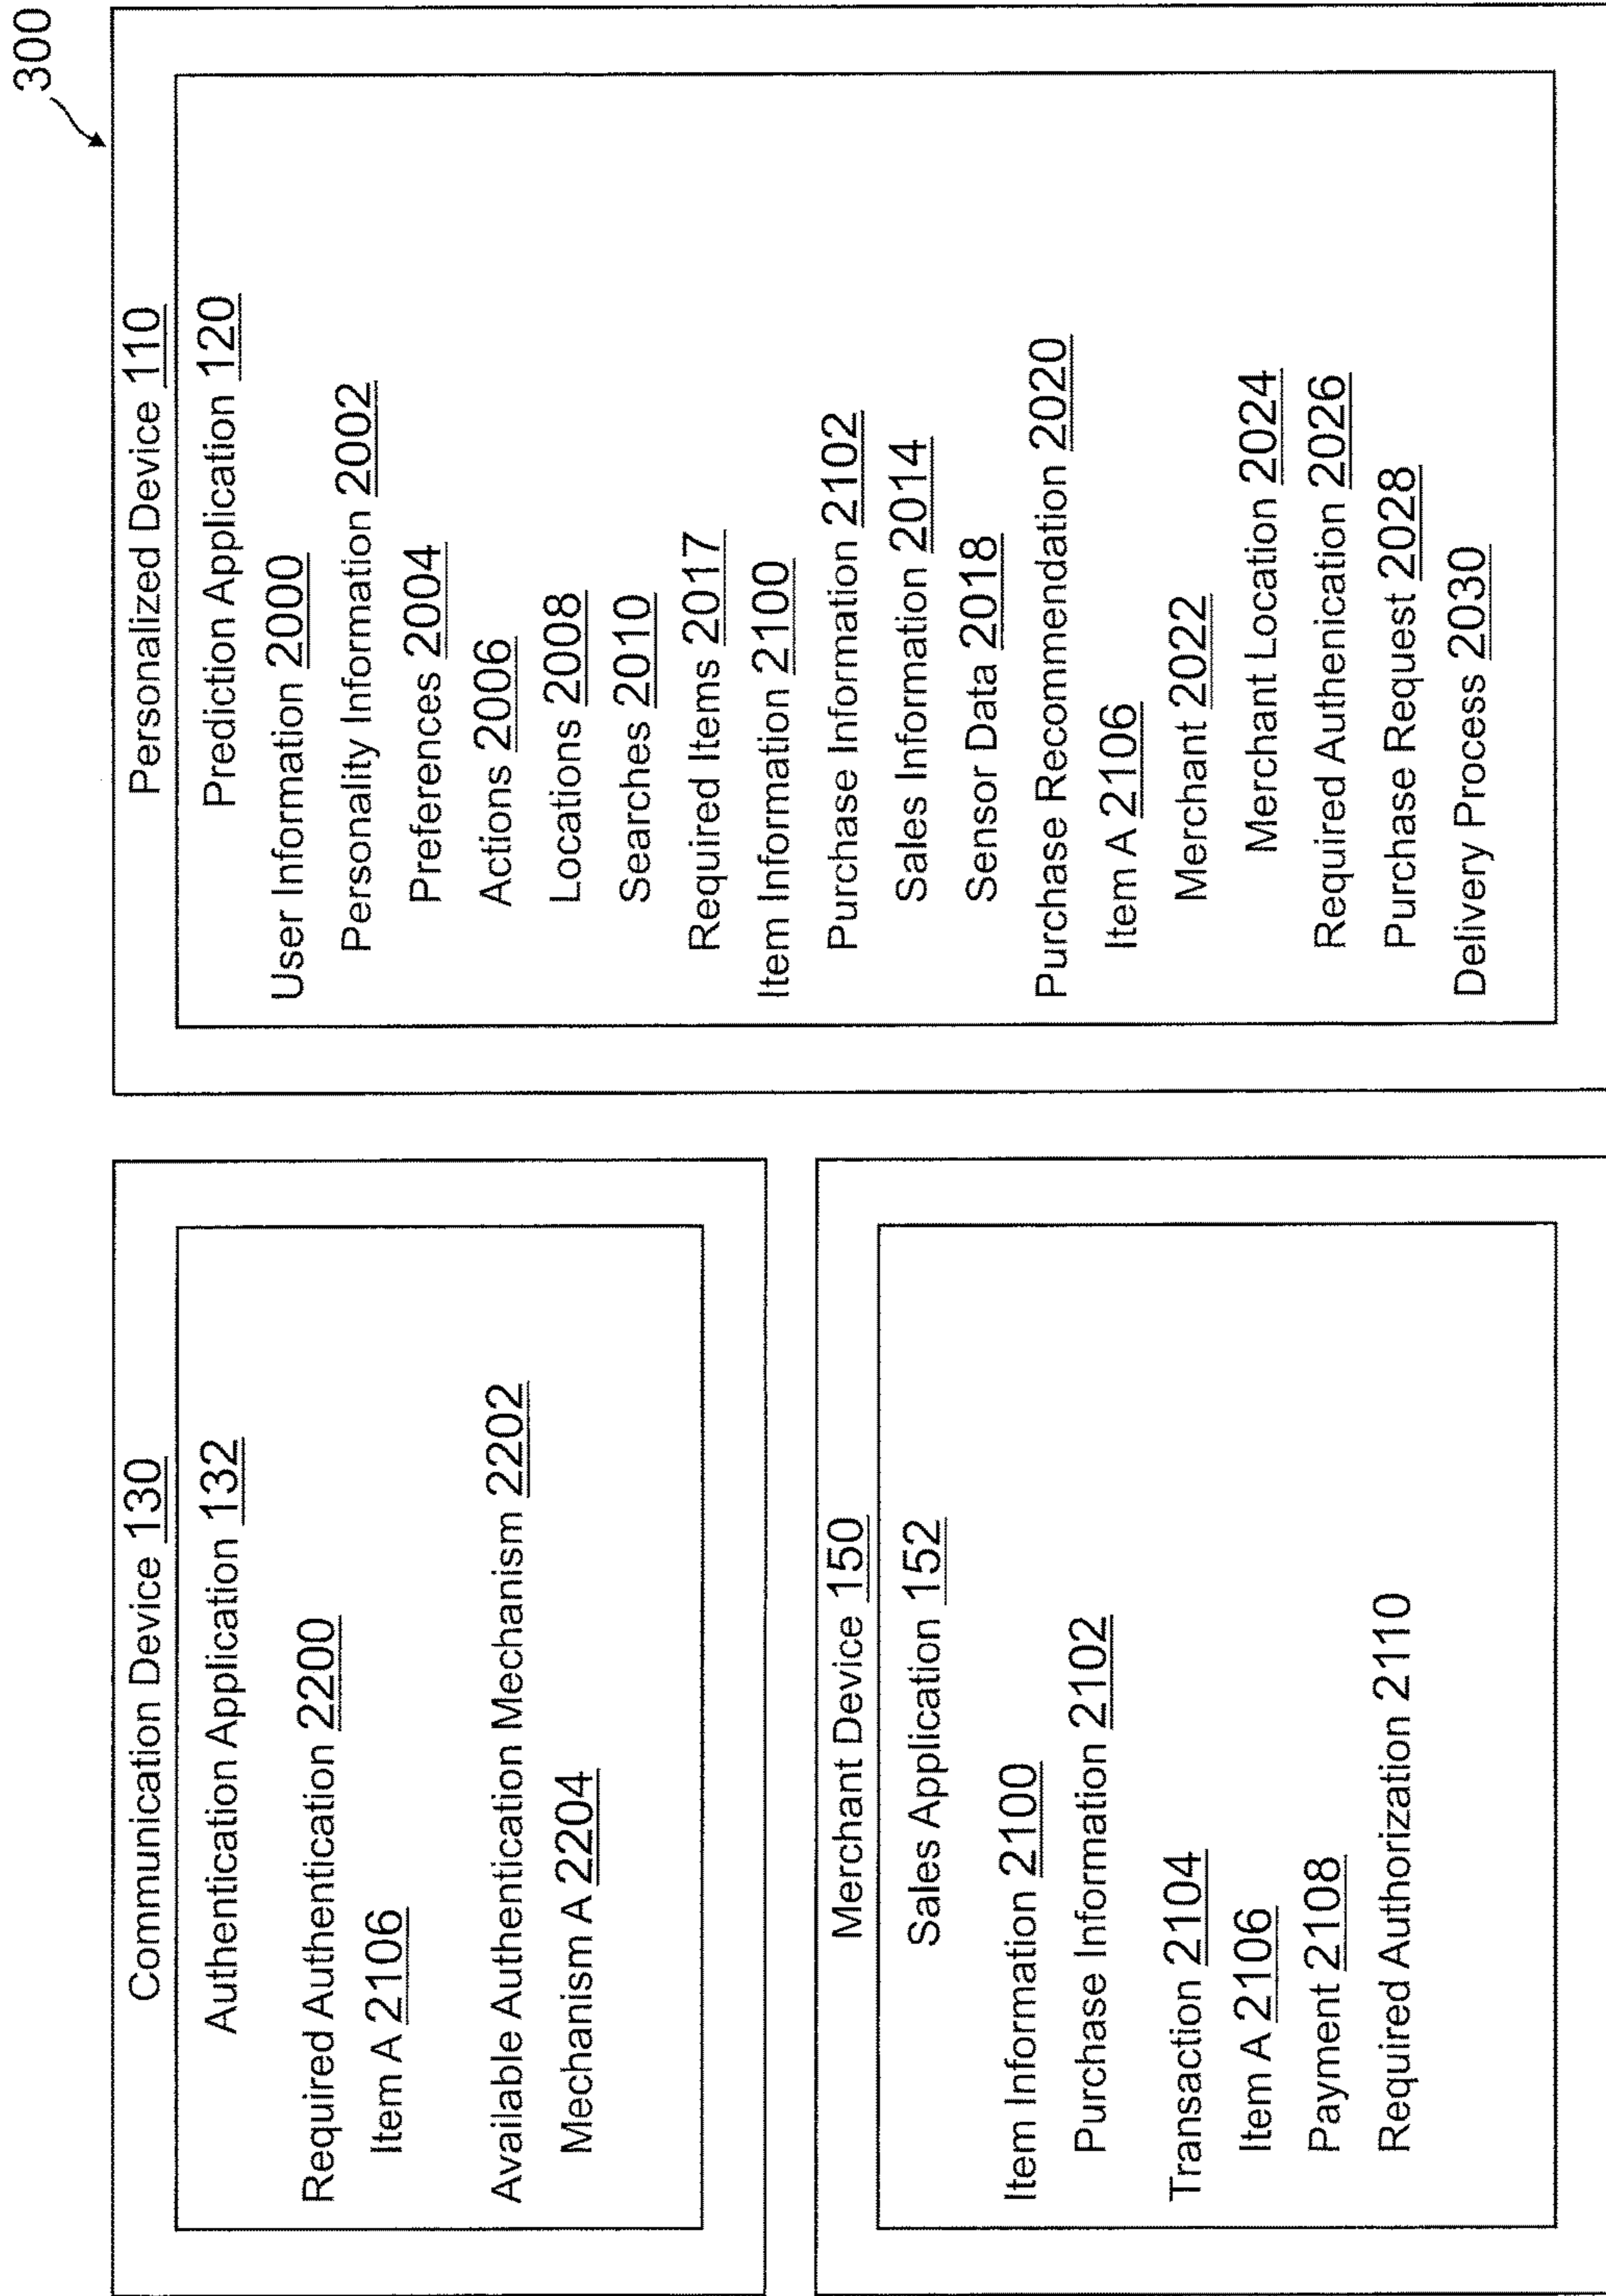 300
Communication Device 130
Authentication Application 132
Required Authentication 2200
Item A 2106
Available Authentication Mechanism 2202
Mechanism A 2204
Merchant Device 150
Sales Application 152
Item Information 2100
Purchase Information 2102
Transaction 2104
Item A 2106
Payment 2108
Required Authorization 2110
Personalized Device 110
Prediction Application 120
User Information 2000
Personality Information 2002
Preferences 2004
Actions 2006
Locations 2008
Searches 2010
Required Items 2017
Item Information 2100
Purchase Information 2102
Sales Information 2014
Sensor Data 2018
Purchase Recommendation 2020
Item A 2106
Merchant 2022
Merchant Location 2024
Required Authenication 2026
Purchase Request 2028
Delivery Process 2030